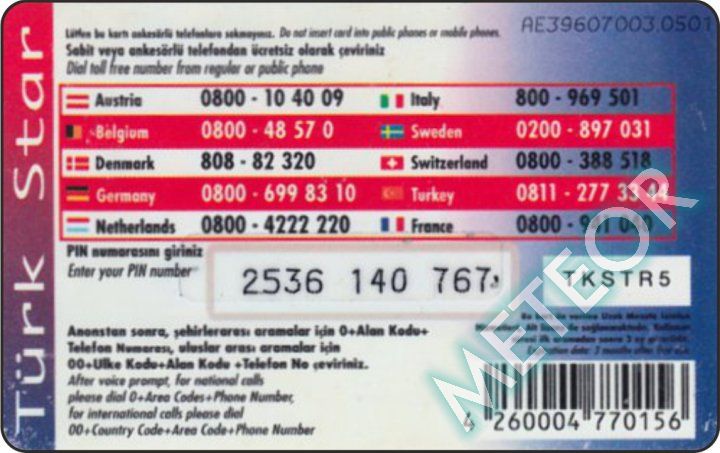 Türk Star
Lütfen bu kartı ankesörlü telefonlara sokmayınız. Do not insert card into public phones or mobile phones.
AE39607003.0501
Sabit veya ankesörlü telefondan ücretsiz olarak çeviriniz
Dial toll free number from regular or public phone
Austria 0800 - 10 40 09 Italy 800 - 969 501
Belgium 0800 - 48 57 0 Sweden 0200 - 897 031
Denmark 808 - 82 320 Switzerland 0800 - 388 518
Germany 0800 - 699 83 10 Turkey 0811 - 277 33 44
Netherlands 0800 - 4222 220 France 0800 -
PIN numarasını giriniz
Enter your PIN number
2536 140 767
TKSTR5
METEOR
Anonstan sonra, şehirlerarası aramalar için 0+Alan Kodu+
Telefon Numarası, uluslar arası aramalar için
00+Ulke Kodu+Alan Kodu +Telefon No çeviriniz.
After voice prompt, for national calls
please dial 0+Area Codes+Phone Number,
for international calls please dial
00+Country Code+Area Code+Phone Number
4 260004 770156